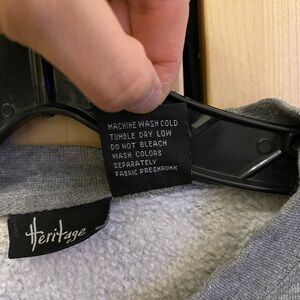 MACHINE WASH COLD
TUMBLE DRY LOW
DO NOT BLEACH
WASH COLORS
SEPARATELY
FABRIC PRESHRUNK
Heritage